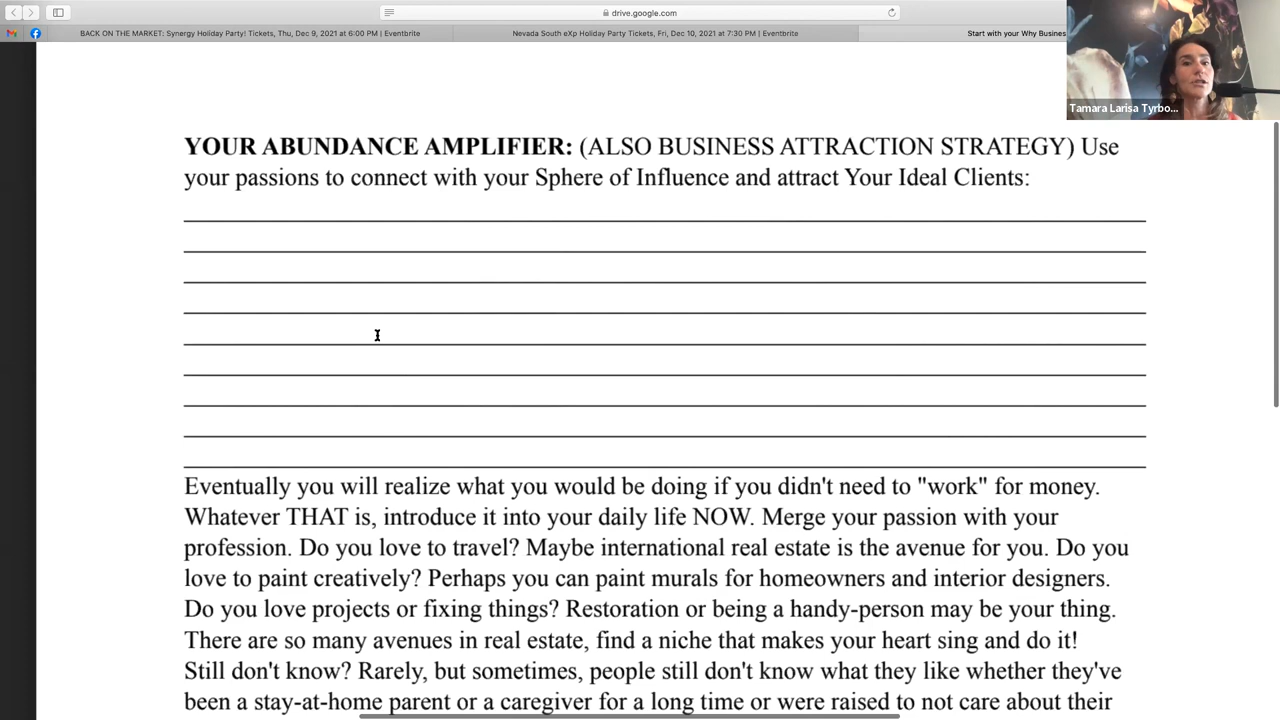 drive.google.com
BACK ON THE MARKET: Synergy Holiday Party! Tickets, Thu, Dec 9, 2021 at 6:00 PM | Eventbrite
Nevada South eXp Holiday Party Tickets, Fri, Dec 10, 2021 at 7:30 PM | Eventbrite
Start with your Why Busines
Tamara Larisa Tyrbo...
YOUR ABUNDANCE AMPLIFIER: (ALSO BUSINESS ATTRACTION STRATEGY) Use
your passions to connect with your Sphere of Influence and attract Your Ideal Clients:
Eventually you will realize what you would be doing if you didn't need to "work" for money.
Whatever THAT is, introduce it into your daily life NOW. Merge your passion with your
profession. Do you love to travel? Maybe international real estate is the avenue for you. Do you
love to paint creatively? Perhaps you can paint murals for homeowners and interior designers.
Do you love projects or fixing things? Restoration or being a handy-person may be your thing.
There are so many avenues in real estate, find a niche that makes your heart sing and do it!
Still don't know? Rarely, but sometimes, people still don't know what they like whether they've
been a stay-at-home parent or a caregiver for a long time or were raised to not care about their